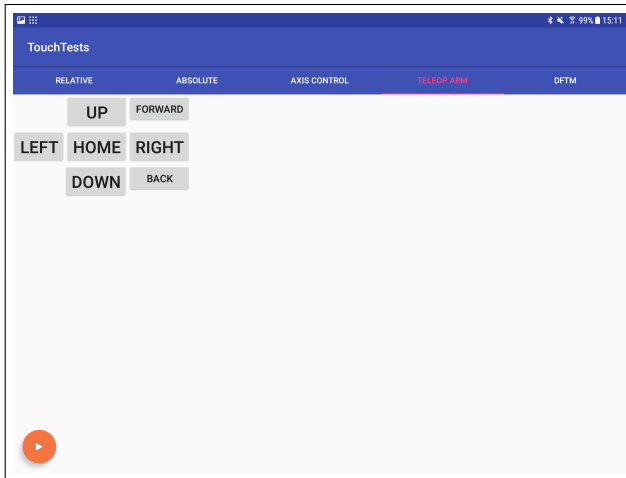 99% 15:11
TouchTests
RELATIVE ABSOLUTE AXIS CONTROL TELEOP ARM DFTM
UP FORWARD
LEFT HOME RIGHT
DOWN BACK